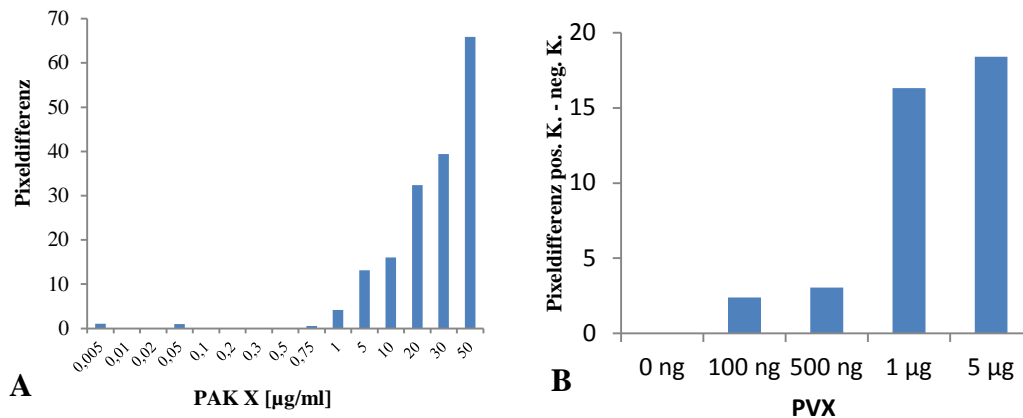 70
60
50
40
30
20
10
0
Pixeldifferenz
0,005 0,01 0,02 0,05 0,1 0,2 0,3 0,5 0,75 1 5 10 20 30 50
PAK X [µg/ml]
A
20
15
10
5
0
Pixeldifferenz pos. K. - neg. K.
0 ng 100 ng 500 ng 1 µg 5 µg
PVX
B